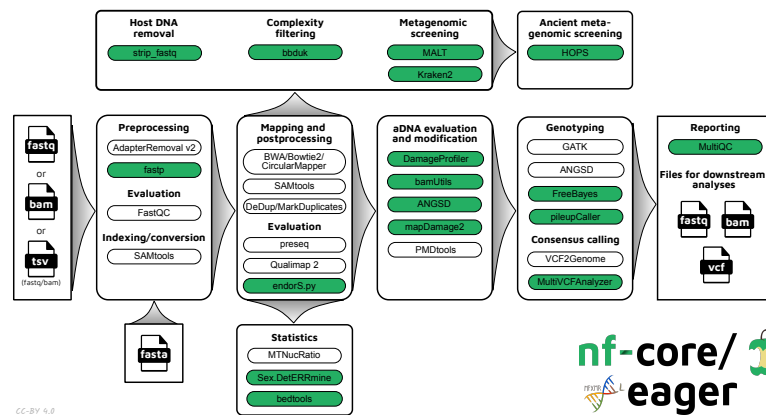 Host DNA
removal
strip_fastq
Complexity
filtering
bbduk
Metagenomic
screening
MALT
Kraken2
Ancient meta-
genomic screening
HOPS
fastq
or
bam
or
tsv
(fastq/bam)
Preprocessing
AdapterRemoval v2
fastp
Evaluation
FastQC
Indexing/conversion
SAMtools
fasta
Mapping and
postprocessing
BWA/Bowtie2/
CircularMapper
SAMtools
DeDup/MarkDuplicates
Evaluation
preseq
Qualimap 2
endorS.py
Statistics
MTNucRatio
Sex.DetERRmine
bedtools
aDNA evaluation
and modification
DamageProfiler
bamUtils
ANGSD
mapDamage2
PMDtools
Genotyping
GATK
ANGSD
FreeBayes
pileupCaller
Consensus calling
VCF2Genome
MultiVCFAnalyzer
Reporting
MultiQC
Files for downstream
analyses
fastq
bam
vcf
nf-core/
eager
CC-BY 4.0